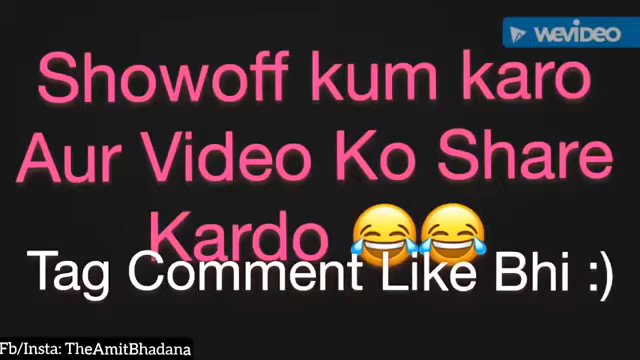 WeVideo
Showoff kum karo
Aur Video Ko Share
Kardo 😂😂
Tag Comment Like Bhi :)
Fb/Insta: TheAmitBhadana